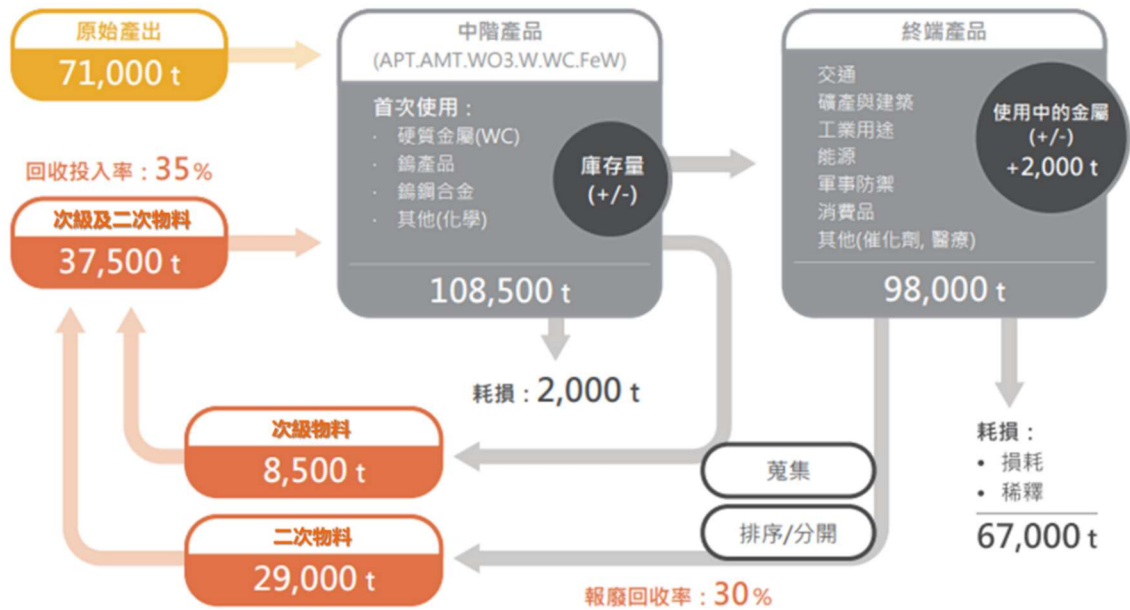 原始產出
71,000 t
回收投入率：35%
次級及二次物料
37,500 t
中階產品
(APT.AMT.WO3.W.WC.FeW)
首次使用：
· 硬質金屬(WC)
· 鎢產品
· 鎢鋼合金
· 其他(化學)
庫存量
(+/-)
108,500 t
耗損：2,000 t
終端產品
交通
礦產與建築
工業用途
能源
軍事防禦
消費品
其他(催化劑, 醫療)
使用中的金屬
(+/-)
+2,000 t
98,000 t
次級物料
8,500 t
二次物料
29,000 t
蒐集
排序/分開
報廢回收率：30%
耗損：
• 損耗
• 稀釋
67,000 t